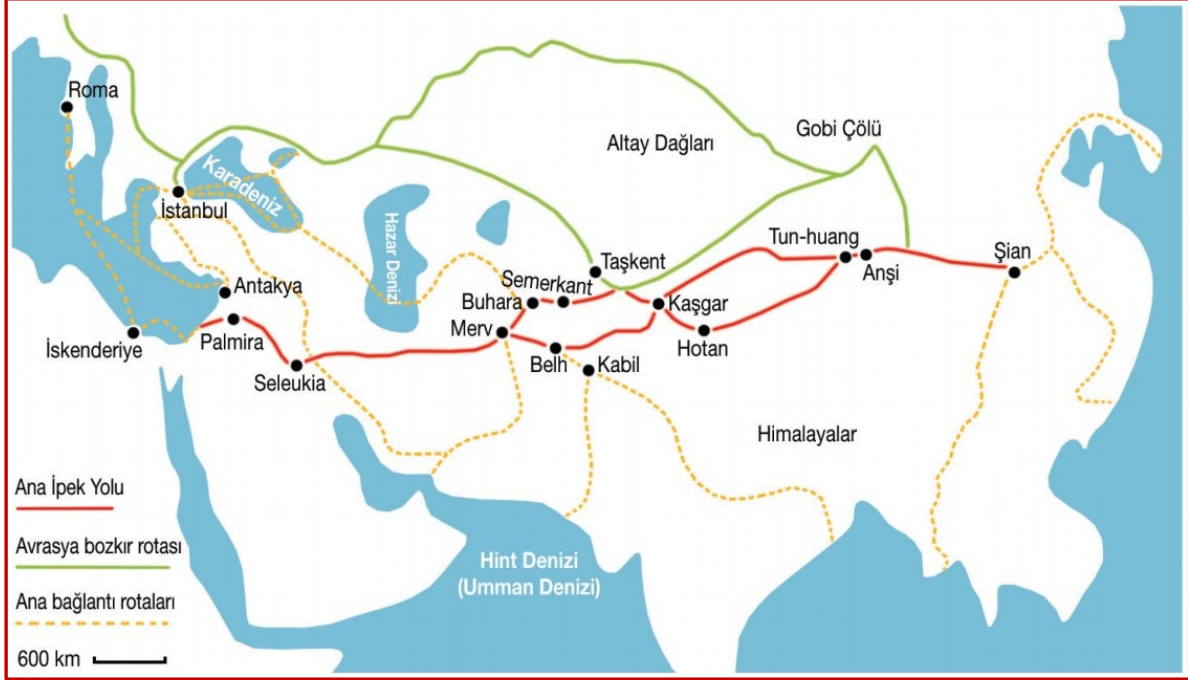 Roma
Altay Dağları
Gobi Çölü
Karadeniz
İstanbul
Hazar Denizi
Tun-huang
Anşi
Şian
Taşkent
Semerkant
Buhara
Kaşgar
Antakya
Merv
Hotan
İskenderiye
Palmira
Seleukia
Belh
Kabil
Himalayalar
Ana İpek Yolu
Avrasya bozkır rotası
Ana bağlantı rotaları
600 km
Hint Denizi
(Umman Denizi)